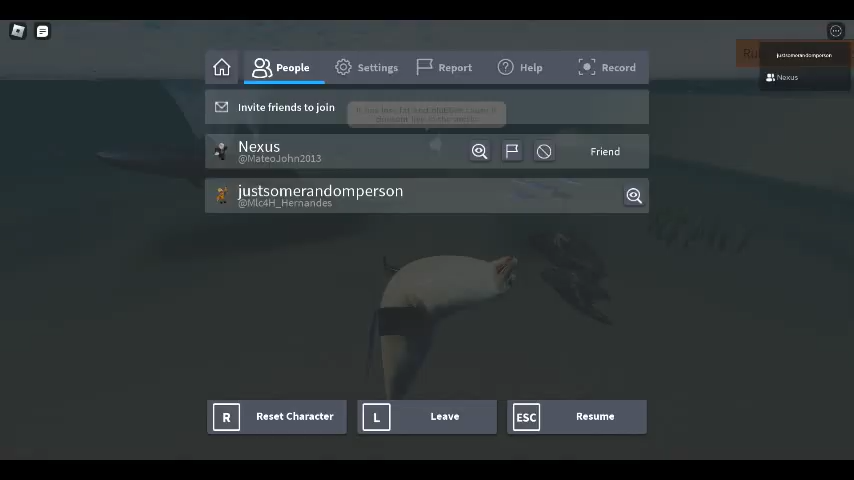 justsomerandomperson
Nexus
People
Settings
Report
Help
Record
Invite friends to join
Nexus
@MateoJohn2013
Friend
justsomerandomperson
@Mlc4H_Hernandes
R
Reset Character
L
Leave
ESC
Resume